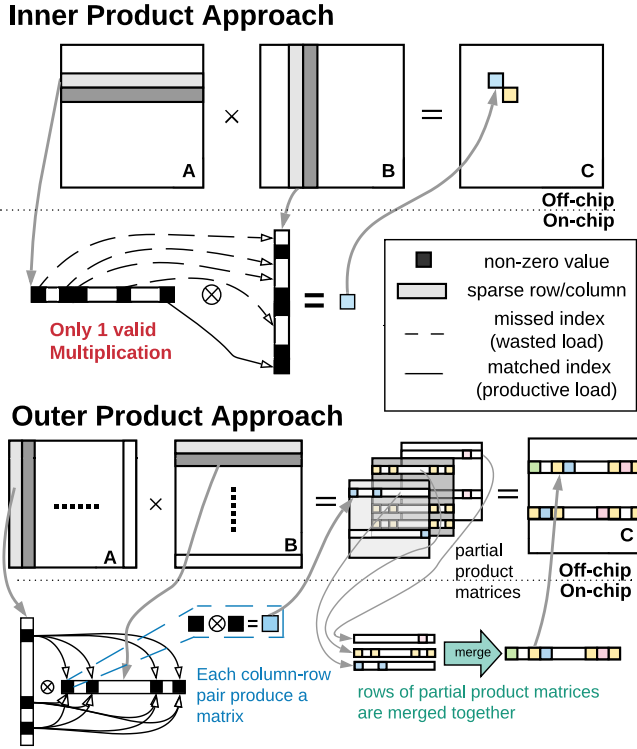 Inner Product Approach
A
×
B
=
C
Off-chip
On-chip
⊗
=
Only 1 valid
Multiplication
non-zero value
sparse row/column
missed index
(wasted load)
matched index
(productive load)
Outer Product Approach
A
×
B
=
=
C
partial
product
matrices
Off-chip
On-chip
⊗ =
⊗
Each column-row
pair produce a
matrix
merge
rows of partial product matrices
are merged together